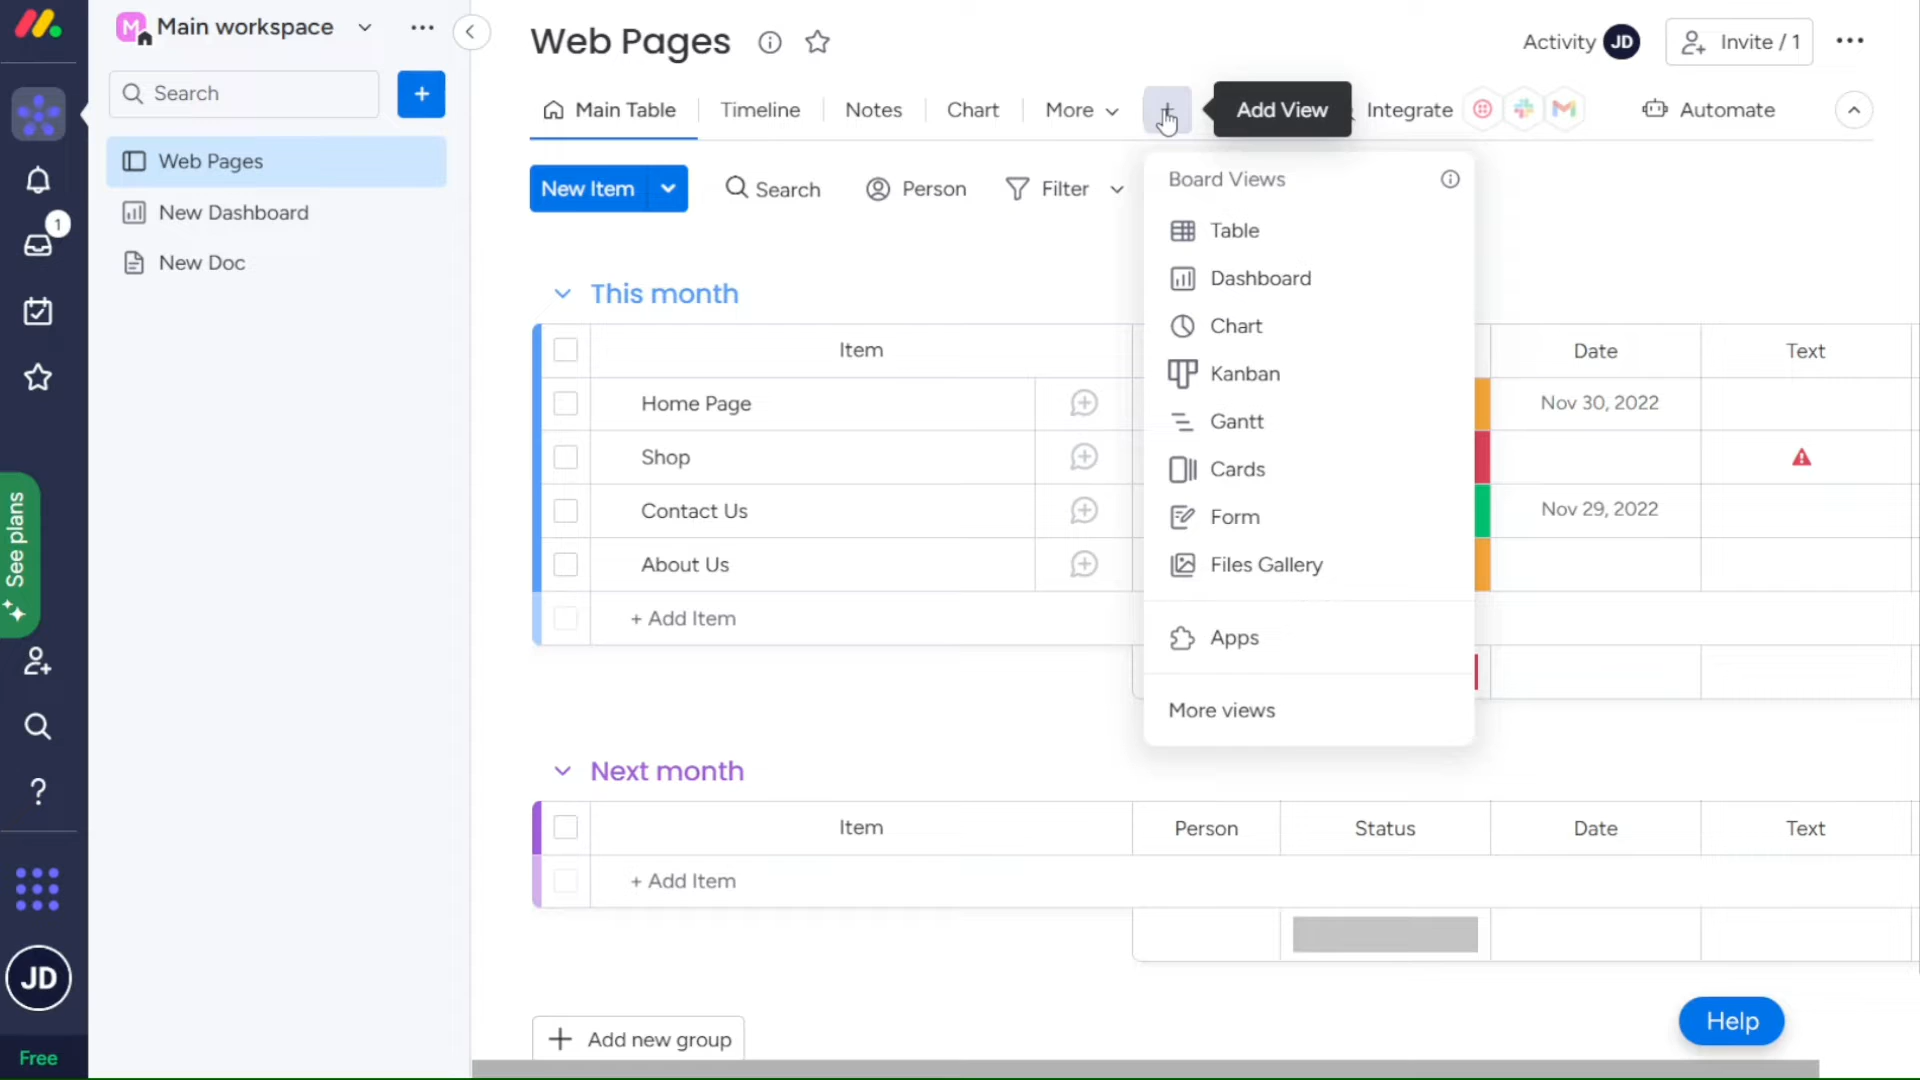 M Main workspace
Search
+
Web Pages
New Dashboard
New Doc
1
See plans
?
JD
Free
Web Pages
Activity JD Invite / 1
Main Table Timeline Notes Chart More Add View Integrate Automate
New Item Search Person Filter
Board Views
Table
Dashboard
Chart
Kanban
Gantt
Cards
Form
Files Gallery
Apps
More views
This month
Item Date Text
Home Page Nov 30, 2022
Shop
Contact Us Nov 29, 2022
About Us
+ Add Item
Next month
Item Person Status Date Text
+ Add Item
+ Add new group
Help